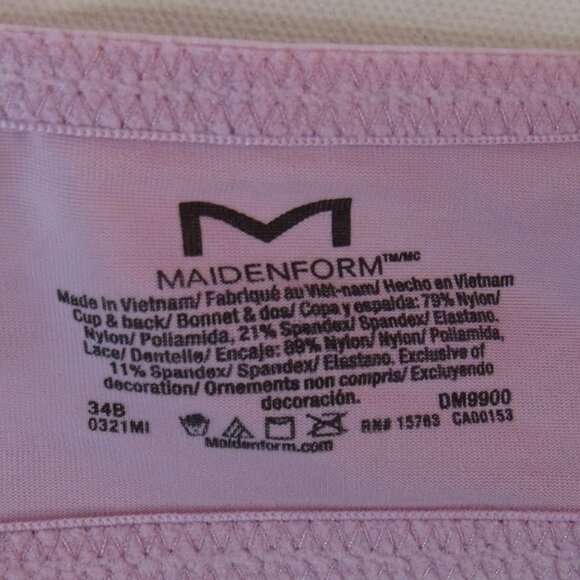 M
MAIDENFORM™/MC
Made in Vietnam/ Fabriqué au Viêt-nam/ Hecho en Vietnam
Cup & back/ Bonnet & dos/ Copa y espalda: 79% Nylon/
Nylon/ Poliamida, 21% Spandex/ Spandex/ Elastano.
Lace/ Dentelle/ Encaje: 89% Nylon/ Nylon/ Poliamida,
11% Spandex/ Spandex/ Elastano. Exclusive of
decoration/ Ornements non compris/ Excluyendo
decoración.
34B DM9900
0321MI RN# 15763 CA00153
Maidenform.com